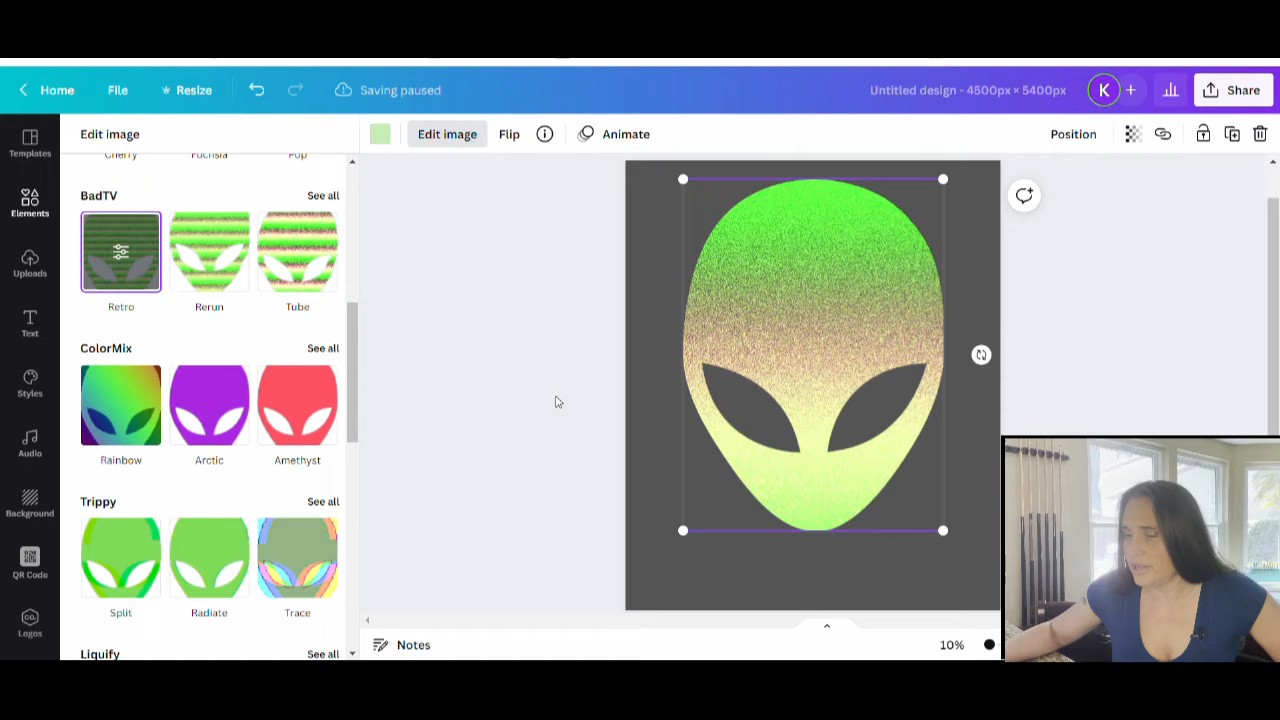 Home File Resize Saving paused Untitled design - 4500px × 5400px K + Share
Templates
Elements
Uploads
Text
Styles
Audio
Background
QR Code
CO.
Logos
Edit image
Cherry Fuchsia Pop
BadTV See all
Retro Rerun Tube
ColorMix See all
Rainbow Arctic Amethyst
Trippy See all
Split Radiate Trace
Liquify See all
Edit image Flip Animate Position
Notes 10%